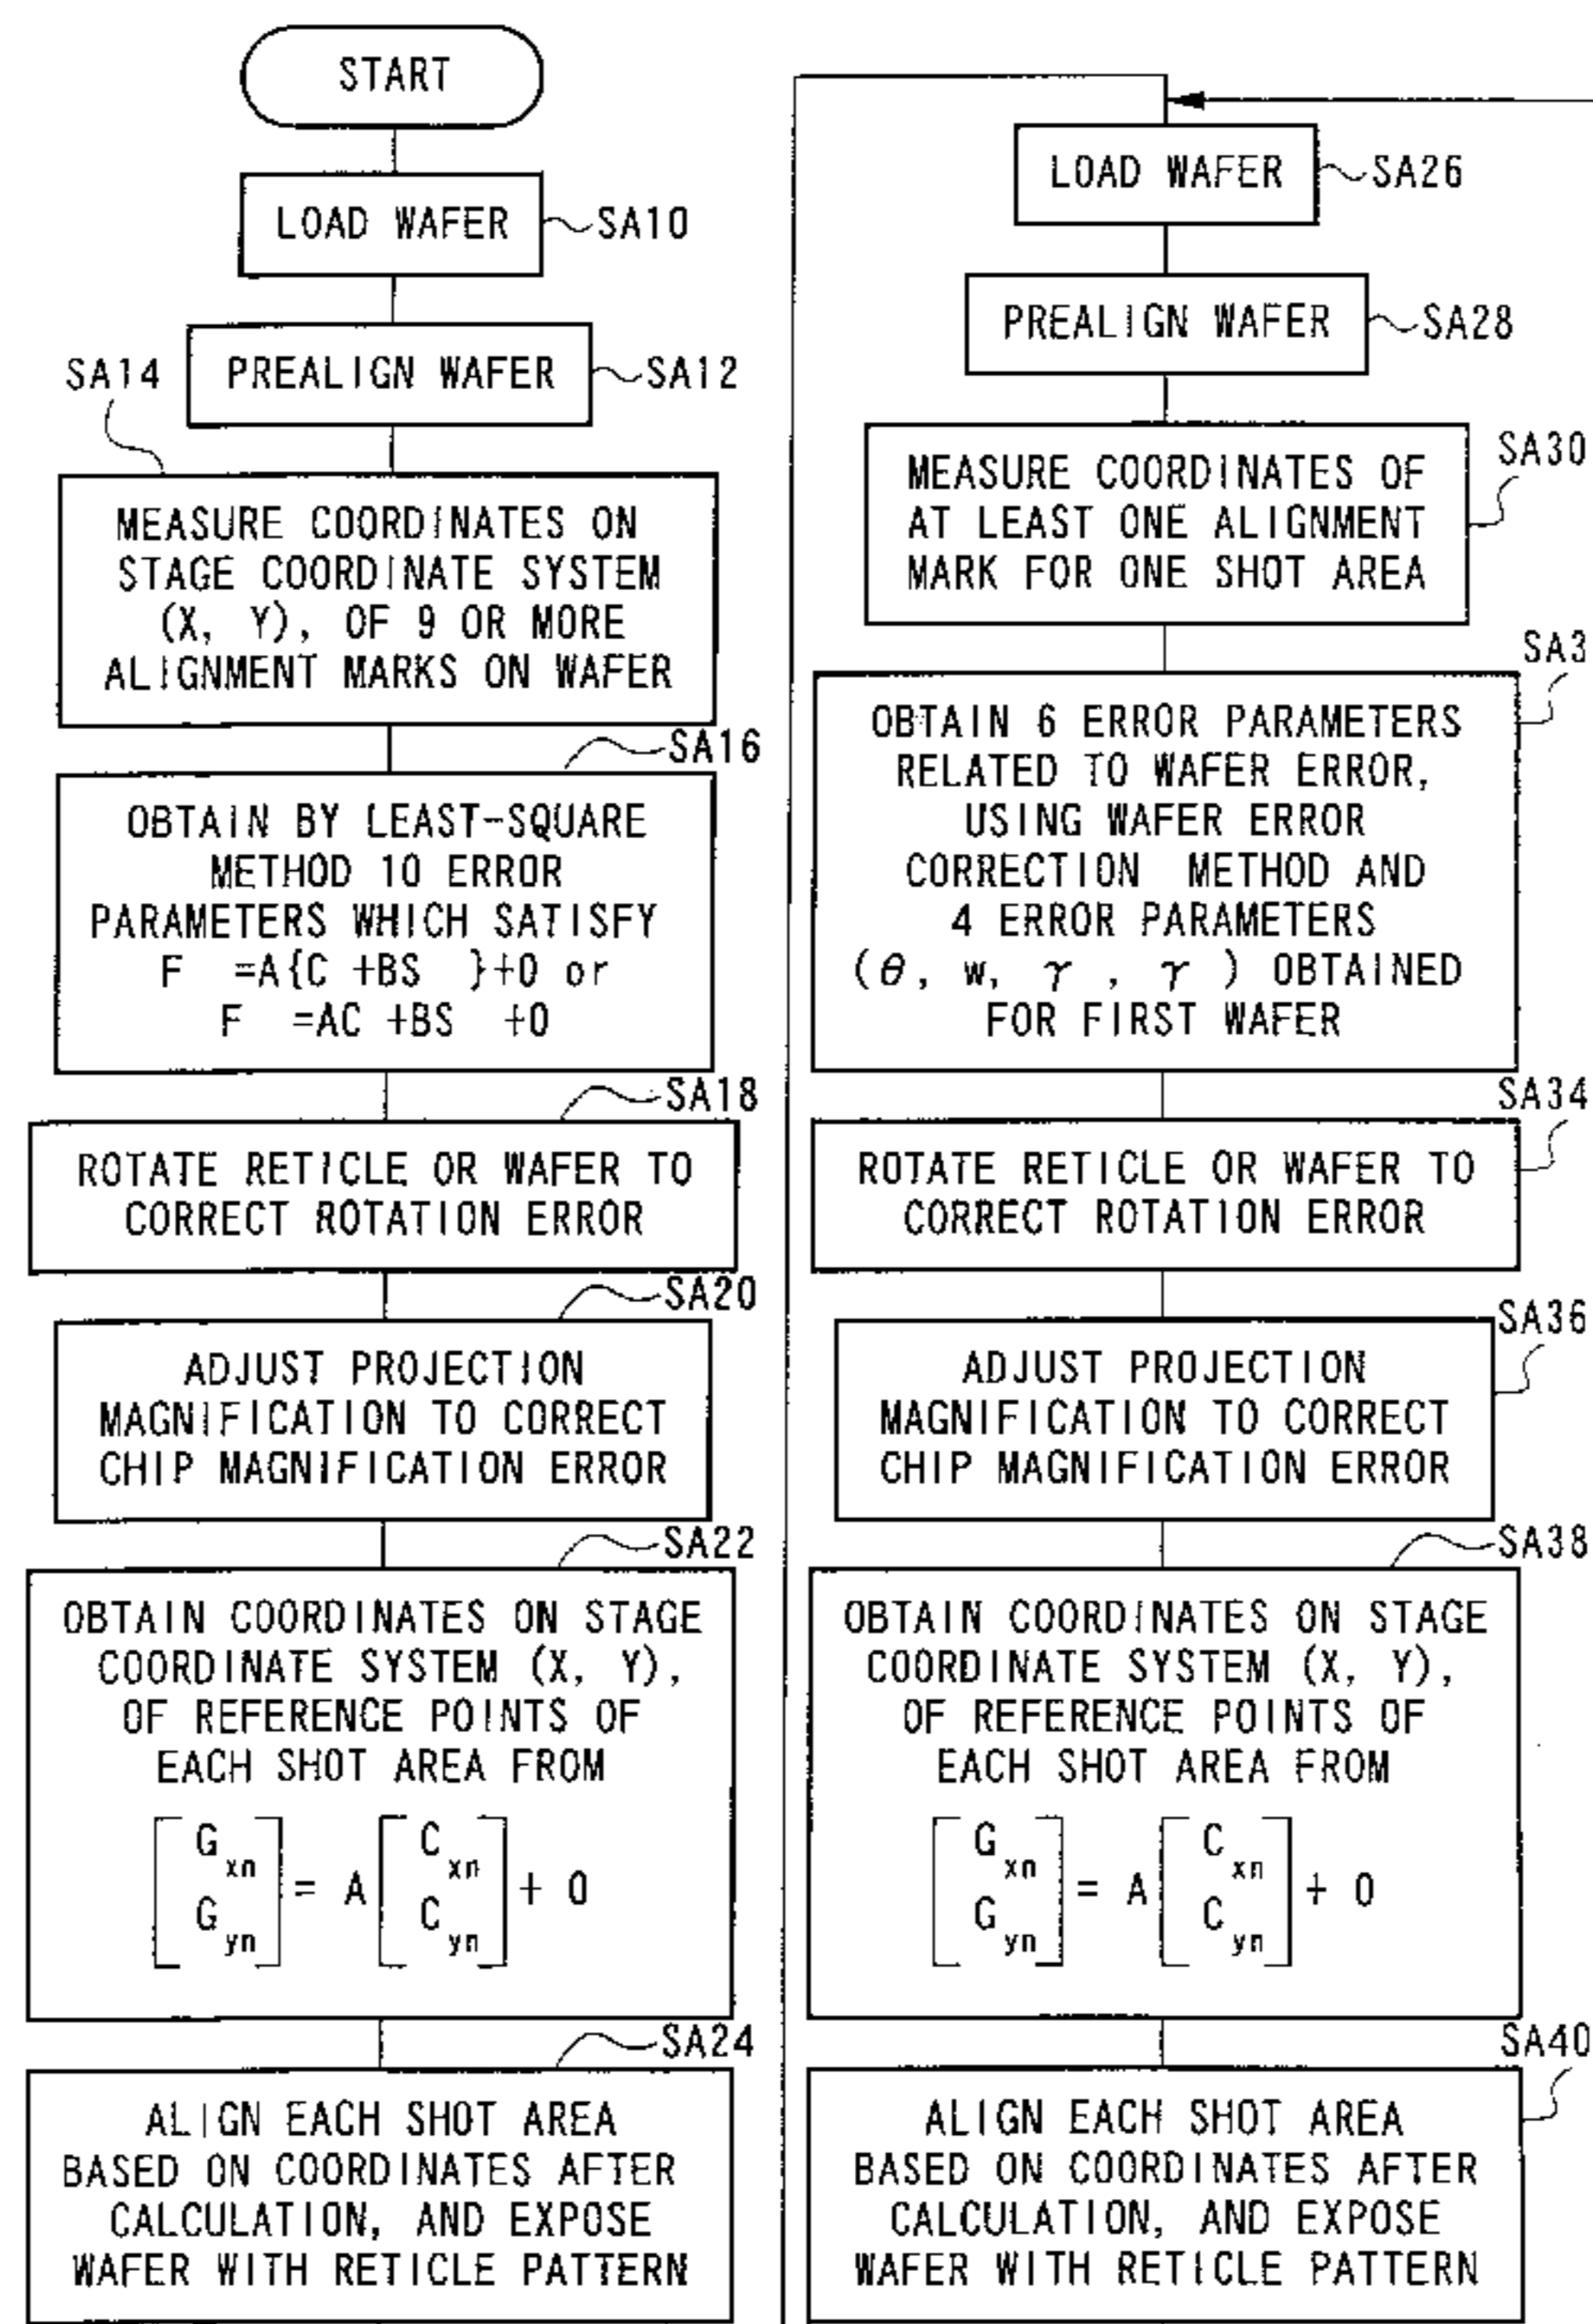 START
LOAD WAFER
SA10
PREALIGN WAFER
SA12
SA14
MEASURE COORDINATES ON
STAGE COORDINATE SYSTEM
(X, Y), OF 9 OR MORE
ALIGNMENT MARKS ON WAFER
SA16
OBTAIN BY LEAST-SQUARE
METHOD 10 ERROR
PARAMETERS WHICH SATISFY
F =A{C +BS }+0 or
F =AC +BS +0
SA18
ROTATE RETICLE OR WAFER TO
CORRECT ROTATION ERROR
SA20
ADJUST PROJECTION
MAGNIFICATION TO CORRECT
CHIP MAGNIFICATION ERROR
SA22
OBTAIN COORDINATES ON STAGE
COORDINATE SYSTEM (X, Y),
OF REFERENCE POINTS OF
EACH SHOT AREA FROM
[G xn G yn] = A [C xn C yn] + 0
SA24
ALIGN EACH SHOT AREA
BASED ON COORDINATES AFTER
CALCULATION, AND EXPOSE
WAFER WITH RETICLE PATTERN
LOAD WAFER
SA26
PREALIGN WAFER
SA28
SA30
MEASURE COORDINATES OF
AT LEAST ONE ALIGNMENT
MARK FOR ONE SHOT AREA
SA3
OBTAIN 6 ERROR PARAMETERS
RELATED TO WAFER ERROR,
USING WAFER ERROR
CORRECTION METHOD AND
4 ERROR PARAMETERS
(θ, w, γ , γ ) OBTAINED
FOR FIRST WAFER
SA34
ROTATE RETICLE OR WAFER TO
CORRECT ROTATION ERROR
SA36
ADJUST PROJECTION
MAGNIFICATION TO CORRECT
CHIP MAGNIFICATION ERROR
SA38
OBTAIN COORDINATES ON STAGE
COORDINATE SYSTEM (X, Y),
OF REFERENCE POINTS OF
EACH SHOT AREA FROM
[G xn G yn] = A [C xn C yn] + 0
SA40
ALIGN EACH SHOT AREA
BASED ON COORDINATES AFTER
CALCULATION, AND EXPOSE
WAFER WITH RETICLE PATTERN